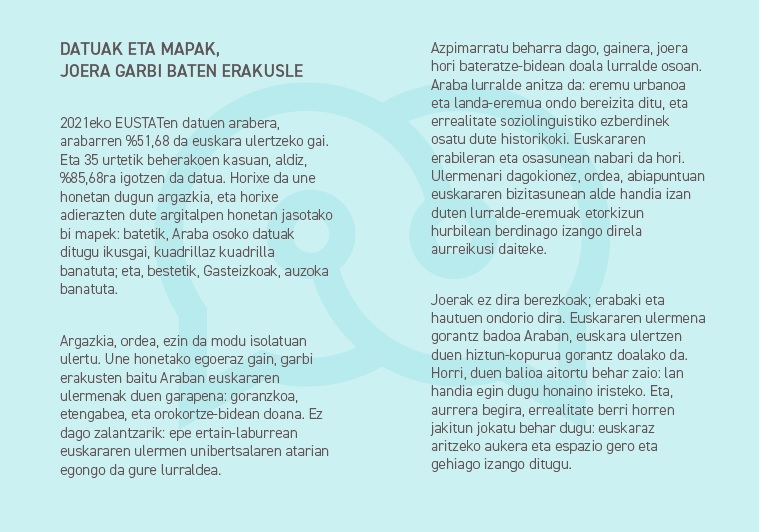 DATUAK ETA MAPAK,
JOERA GARBI BATEN ERAKUSLE
2021eko EUSTATen datuen arabera,
arabarren %51,68 da euskara ulertzeko gai.
Eta 35 urtetik beherakoen kasuan, aldiz,
%85,68ra igotzen da datua. Horixe da une
honetan dugun argazkia, eta horixe
adierazten dute argitalpen honetan jasotako
bi mapek: batetik, Araba osoko datuak
ditugu ikusgai, kuadrillaz kuadrilla
banatuta; eta, bestetik, Gasteizkoak, auzoka
banatuta.
Argazkia, ordea, ezin da modu isolatuan
ulertu. Une honetako egoeraz gain, garbi
erakusten baitu Araban euskararen
ulermenak duen garapena: goranzkoa,
etengabea, eta orokortze-bidean doana. Ez
dago zalantzarik: epe ertain-laburrean
euskararen ulermen unibertsalaren atarian
egongo da gure lurraldea.
Azpimarratu beharra dago, gainera, joera
hori bateratze-bidean doala lurralde osoan.
Araba lurralde anitza da: eremu urbanoa
eta landa-eremua ondo bereizita ditu, eta
errealitate soziolinguistiko ezberdinek
osatu dute historikoki. Euskararen
erabileran eta osasunean nabari da hori.
Ulermenari dagokionez, ordea, abiapuntuan
euskararen bizitasunean alde handia izan
duten lurralde-eremuak etorkizun
hurbilean berdinago izango direla
aurreikusi daiteke.
Joerak ez dira berezkoak; erabaki eta
hautuen ondorio dira. Euskararen ulermena
gorantz badoa Araban, euskara ulertzen
duen hiztun-kopurua gorantz doalako da.
Horri, duen balioa aitortu behar zaio: lan
handia egin dugu honaino iristeko. Eta,
aurrera begira, errealitate berri horren
jakitun jokatu behar dugu: euskaraz
aritzeko aukera eta espazio gero eta
gehiago izango ditugu.